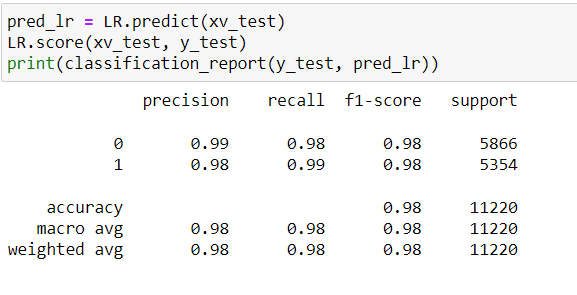 pred_lr = LR.predict(xv_test)
LR.score(xv_test, y_test)
print(classification_report(y_test, pred_lr))
precision recall f1-score support
0 0.99 0.98 0.98 5866
1 0.98 0.99 0.98 5354
accuracy 0.98 11220
macro avg 0.98 0.98 0.98 11220
weighted avg 0.98 0.98 0.98 11220